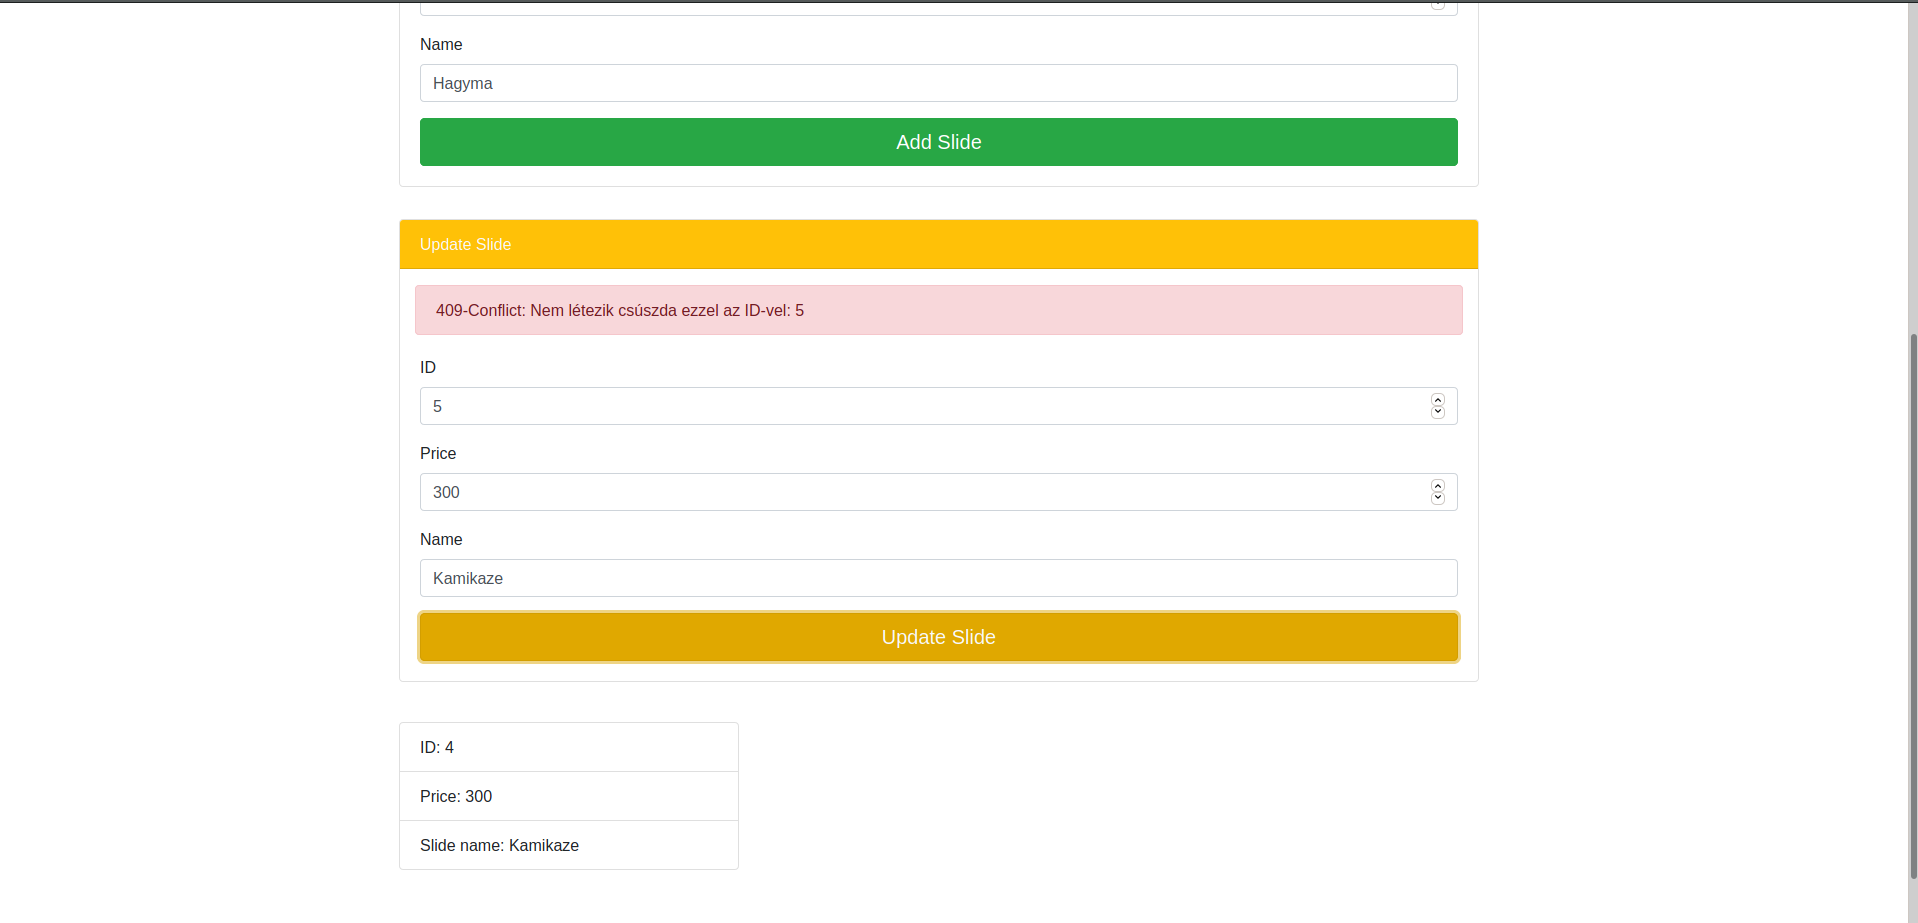 Name
Hagyma
Add Slide
Update Slide
409-Conflict: Nem létezik csúszda ezzel az ID-vel: 5
ID
5
Price
300
Name
Kamikaze
Update Slide
ID: 4
Price: 300
Slide name: Kamikaze